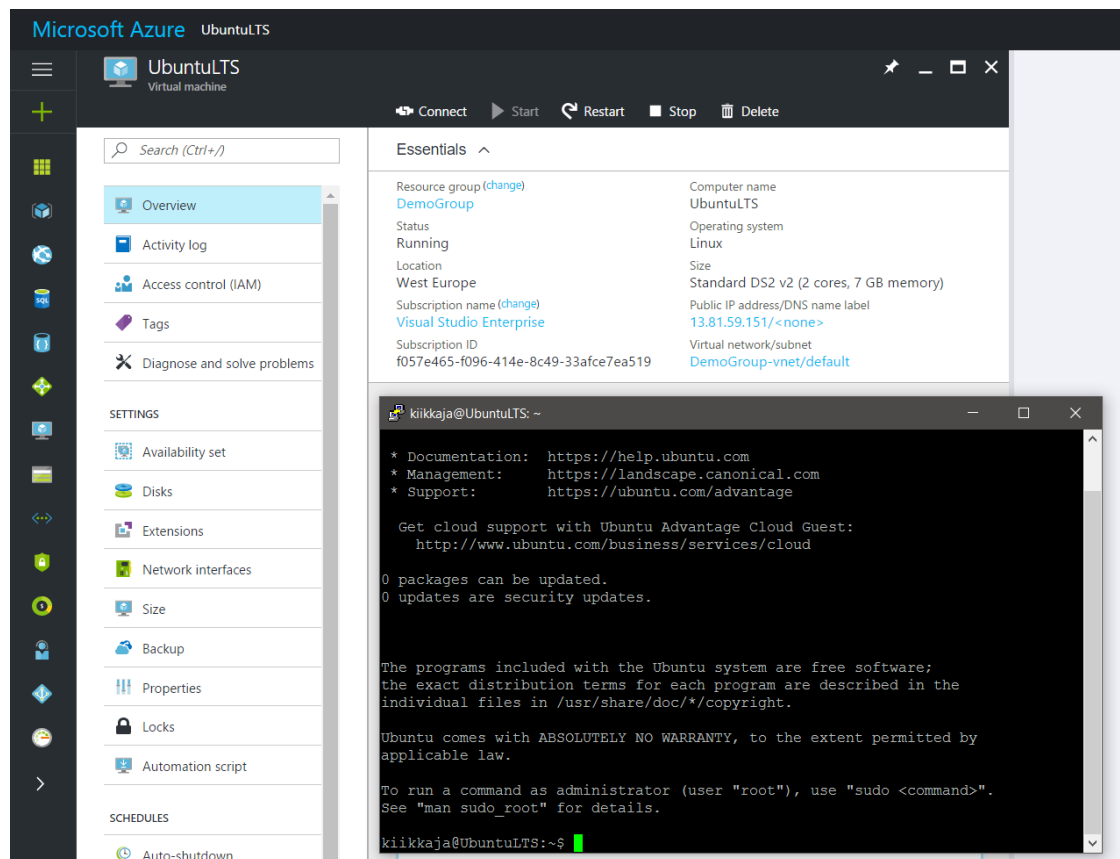 Microsoft Azure UbuntuLTS
UbuntuLTS
Virtual machine
Connect Start Restart Stop Delete
Search (Ctrl+/)
Overview
Activity log
Access control (IAM)
Tags
Diagnose and solve problems
SETTINGS
Availability set
Disks
Extensions
Network interfaces
Size
Backup
Properties
Locks
Automation script
SCHEDULES
Auto-shutdown
SQL
Essentials
Resource group (change)
DemoGroup
Status
Running
Location
West Europe
Subscription name (change)
Visual Studio Enterprise
Subscription ID
f057e465-f096-414e-8c49-33afce7ea519
Computer name
UbuntuLTS
Operating system
Linux
Size
Standard DS2 v2 (2 cores, 7 GB memory)
Public IP address/DNS name label
13.81.59.151/<none>
Virtual network/subnet
DemoGroup-vnet/default
kiikkaja@UbuntuLTS: ~
* Documentation:  https://help.ubuntu.com
* Management:     https://landscape.canonical.com
* Support:        https://ubuntu.com/advantage
Get cloud support with Ubuntu Advantage Cloud Guest:
http://www.ubuntu.com/business/services/cloud
0 packages can be updated.
0 updates are security updates.
The programs included with the Ubuntu system are free software;
the exact distribution terms for each program are described in the
individual files in /usr/share/doc/*/copyright.
Ubuntu comes with ABSOLUTELY NO WARRANTY, to the extent permitted by
applicable law.
To run a command as administrator (user "root"), use "sudo <command>".
See "man sudo_root" for details.
kiikkaja@UbuntuLTS:~$